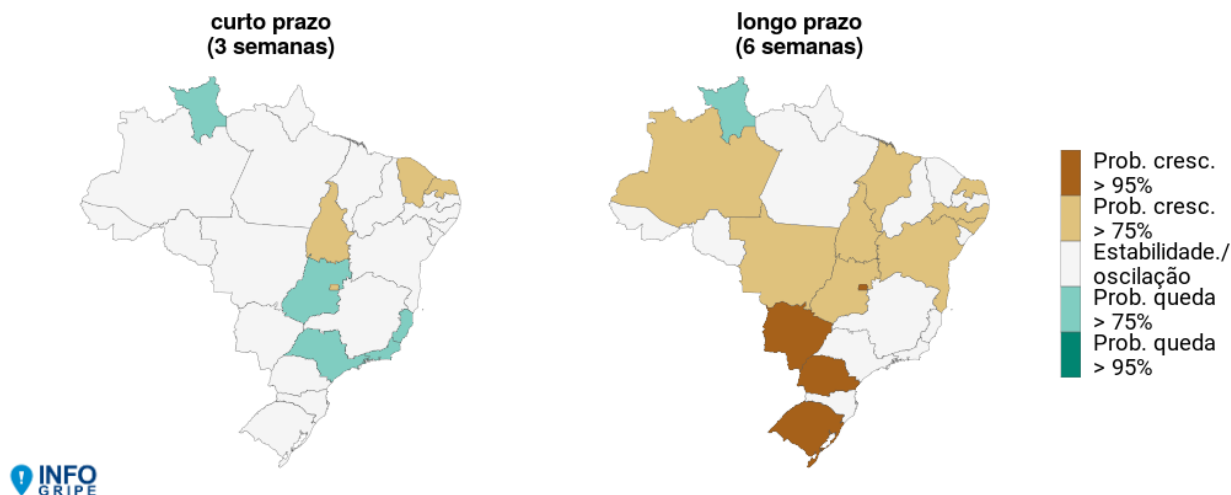 curto prazo
(3 semanas)
longo prazo
(6 semanas)
Prob. cresc.
> 95%
Prob. cresc.
> 75%
Estabilidade./
oscilação
Prob. queda
> 75%
Prob. queda
> 95%
INFO
GRIPE